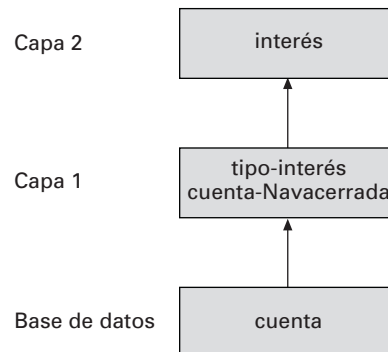 Capa 2
interés
Capa 1
tipo-interés
cuenta-Navacerrada
Base de datos
cuenta